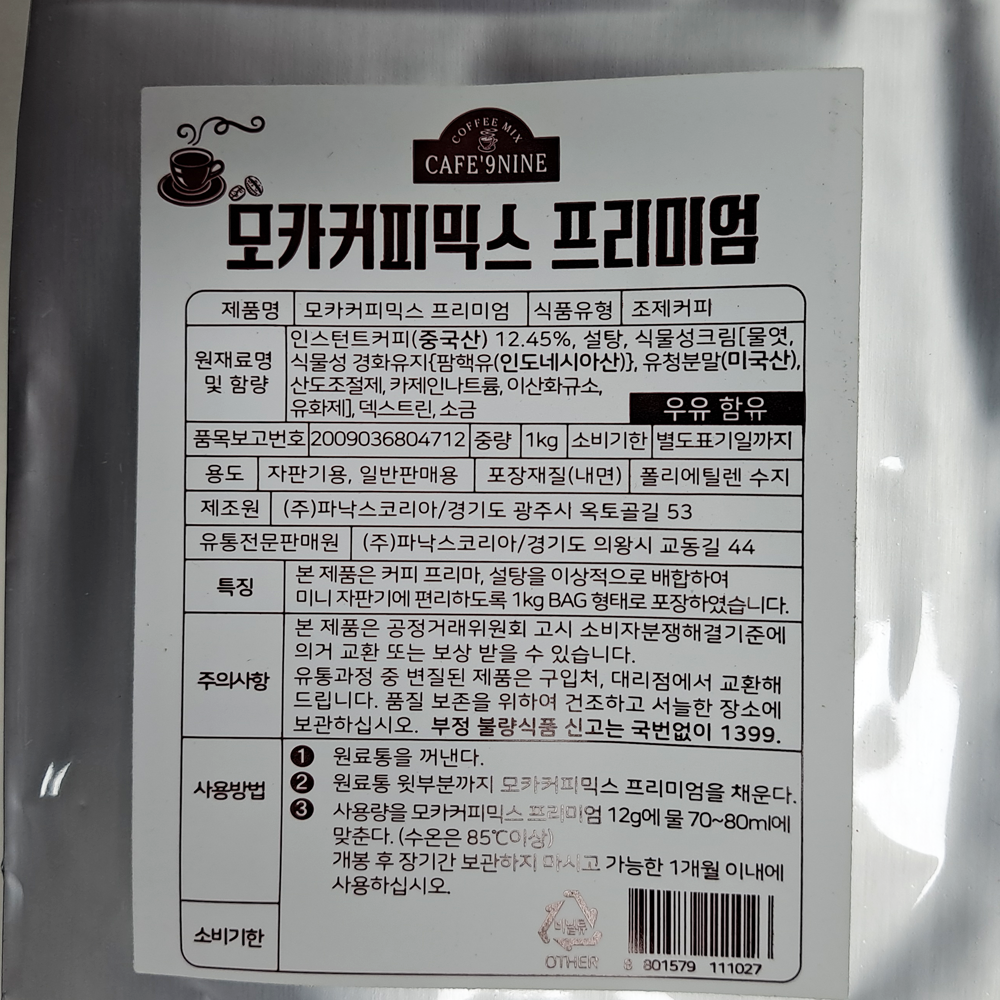 COFFEE MIX
CAFE'9NINE
모카커피믹스 프리미엄
제품명 모카커피믹스 프리미엄 식품유형 조제커피
원재료명 및 함량
인스턴트커피(중국산) 12.45%, 설탕, 식물성크림[물엿,
식물성 경화유지{팜핵유(인도네시아산)}, 유청분말(미국산),
산도조절제, 카제인나트륨, 이산화규소,
유화제], 덱스트린, 소금
우유 함유
품목보고번호 2009036804712 중량 1kg 소비기한 별도표기일까지
용도 자판기용, 일반판매용 포장재질(내면) 폴리에틸렌 수지
제조원 (주)파낙스코리아/경기도 광주시 옥토골길 53
유통전문판매원 (주)파낙스코리아/경기도 의왕시 교동길 44
특징
본 제품은 커피 프리마, 설탕을 이상적으로 배합하여
미니 자판기에 편리하도록 1kg BAG 형태로 포장하였습니다.
주의사항
본 제품은 공정거래위원회 고시 소비자분쟁해결기준에
의거 교환 또는 보상 받을 수 있습니다.
유통과정 중 변질된 제품은 구입처, 대리점에서 교환해
드립니다. 품질 보존을 위하여 건조하고 서늘한 장소에
보관하십시오. 부정 불량식품 신고는 국번없이 1399.
사용방법
❶ 원료통을 꺼낸다.
❷ 원료통 윗부분까지 모카커피믹스 프리미엄을 채운다.
❸ 사용량을 모카커피믹스 프리미엄 12g에 물 70~80ml에
맞춘다. (수온은 85℃이상)
개봉 후 장기간 보관하지 마시고 가능한 1개월 이내에
사용하십시오.
소비기한
비닐류
OTHER
8 801579 111027